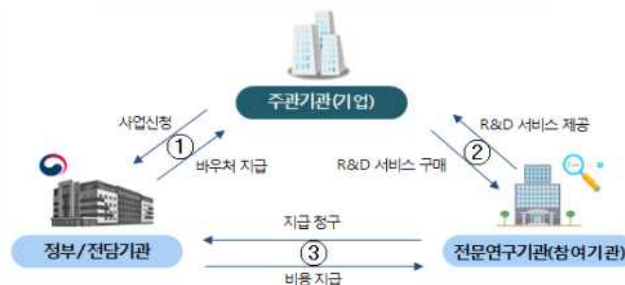 주관기관(기업)
사업신청
①
바우처 지급
R&D 서비스 제공
②
R&D 서비스 구매
정부/전담기관
지급 청구
③
비용 지급
전문연구기관(참여기관)